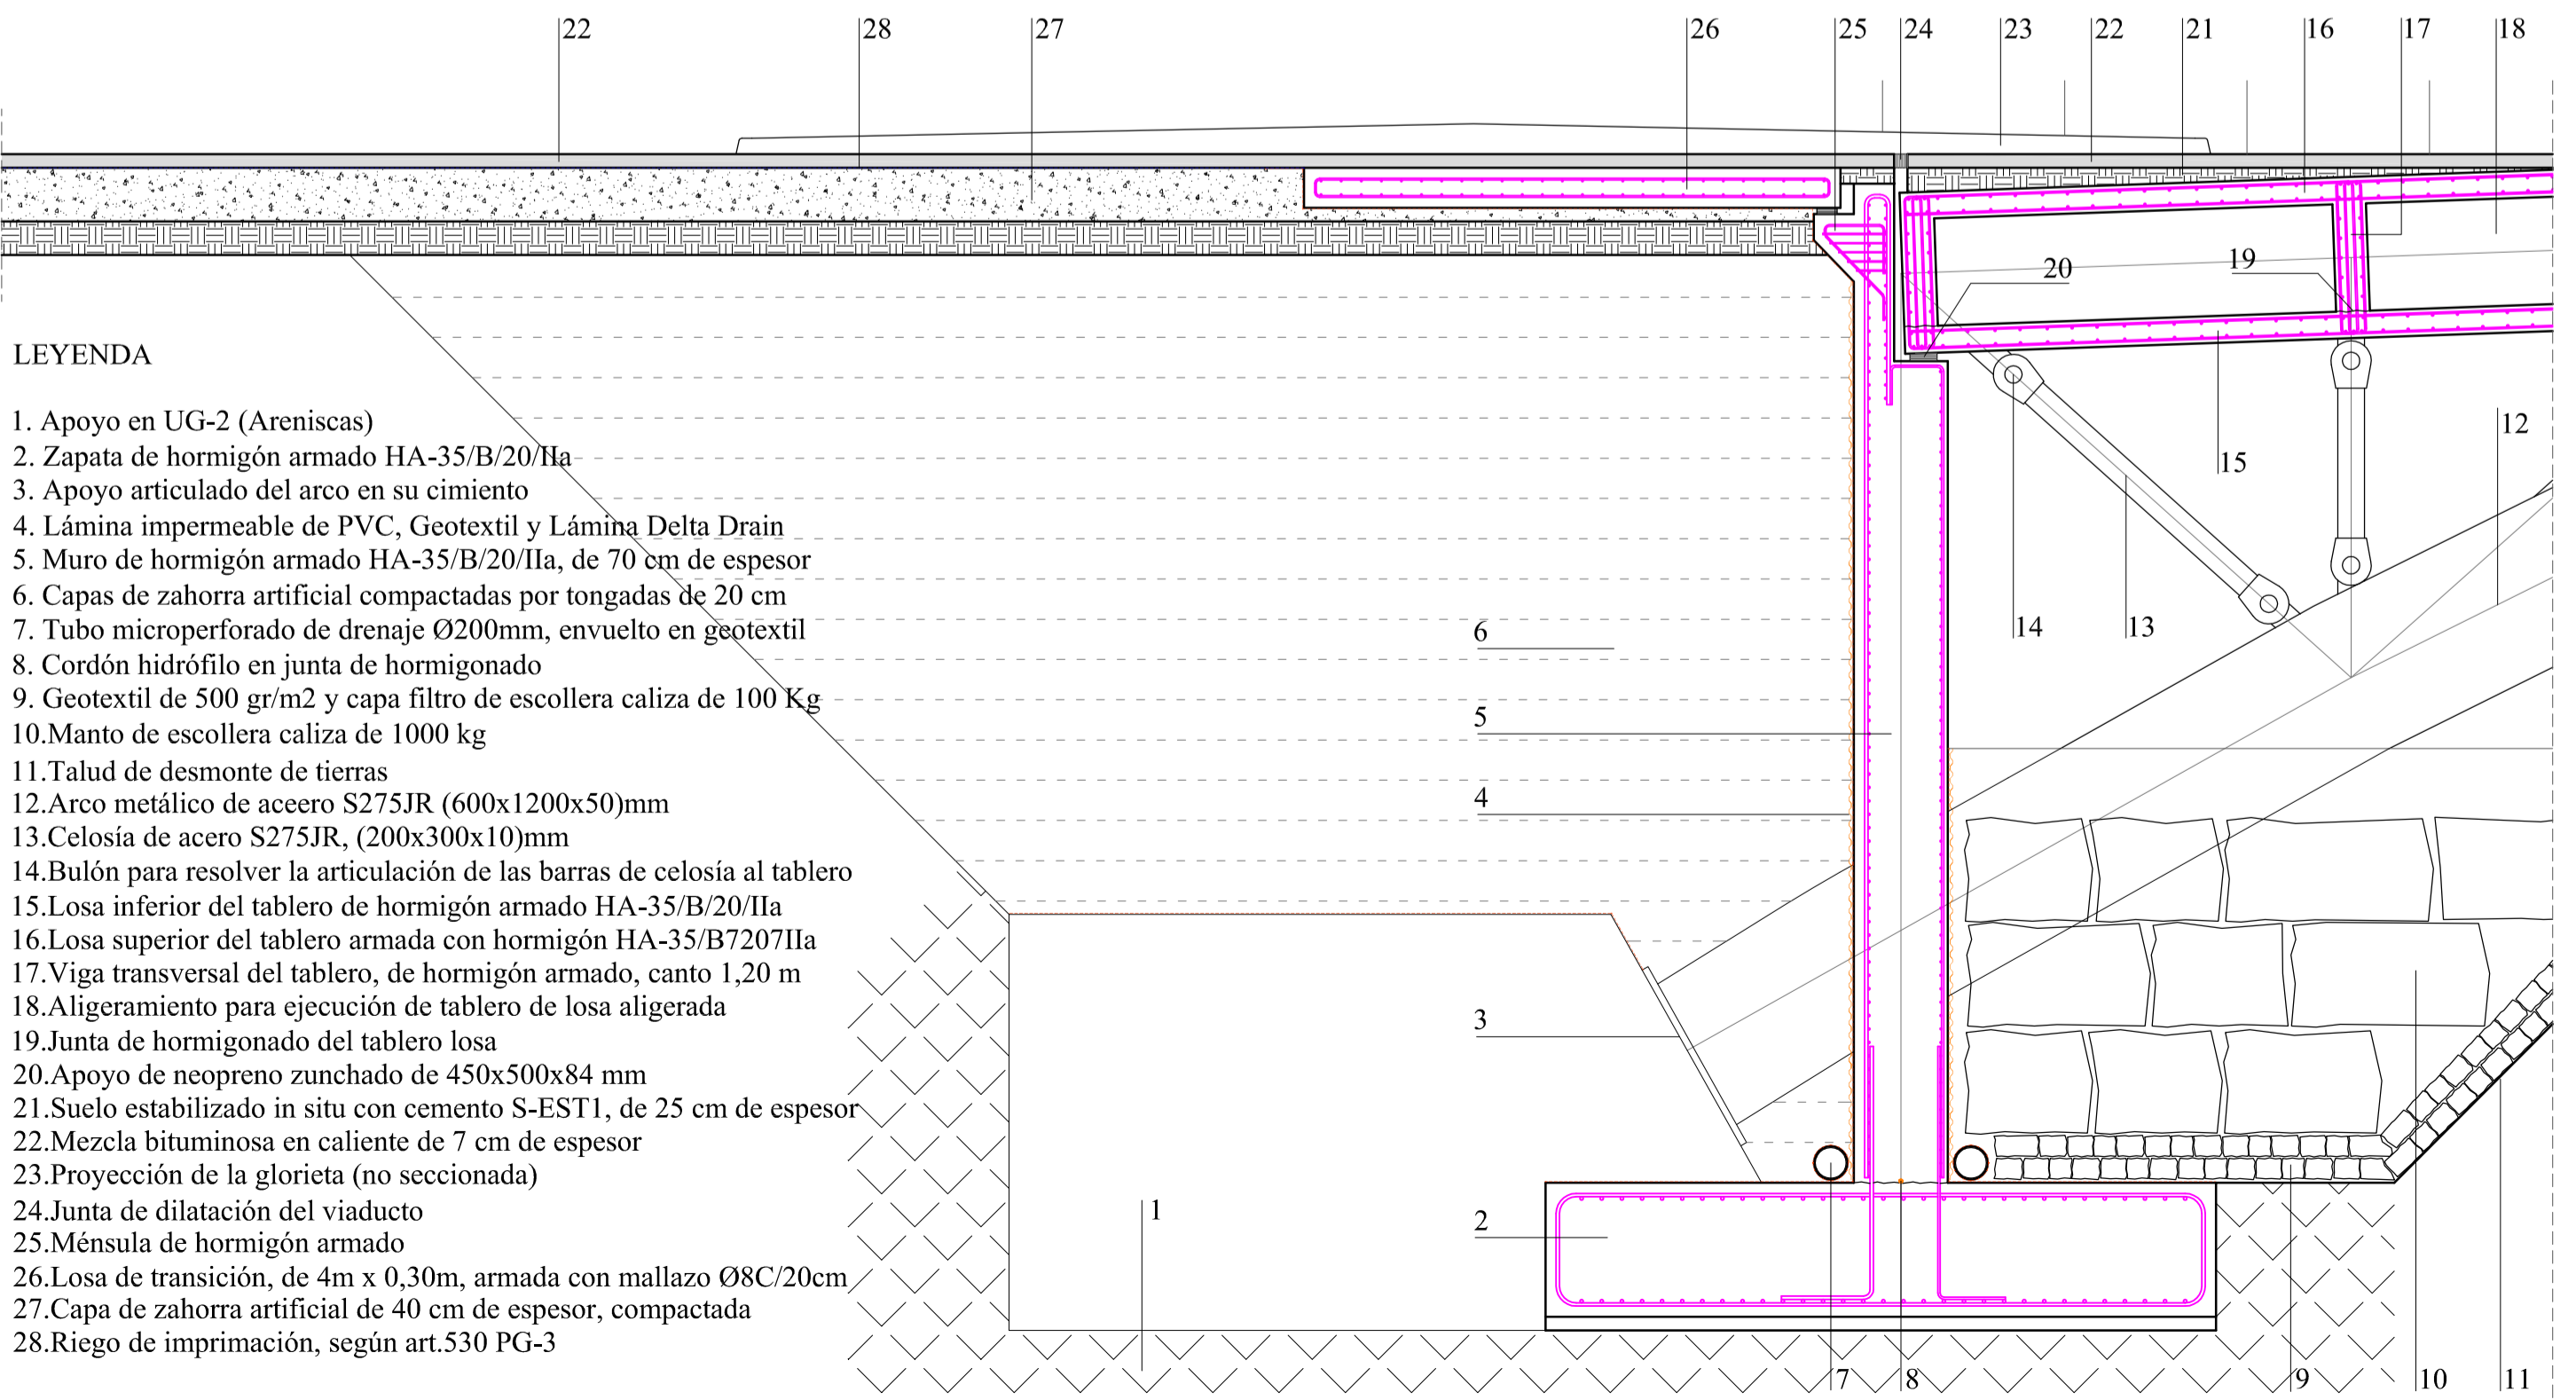 22 28 27 26 25 24 23 22 21 16 17 18
20 19
LEYENDA
12
1. Apoyo en UG-2 (Areniscas)
2. Zapata de hormigón armado HA-35/B/20/IIa
15
3. Apoyo articulado del arco en su cimiento
4. Lámina impermeable de PVC, Geotextil y Lámina Delta Drain
5. Muro de hormigón armado HA-35/B/20/IIa, de 70 cm de espesor
6. Capas de zahorra artificial compactadas por tongadas de 20 cm
7. Tubo microperforado de drenaje Ø200mm, envuelto en geotextil
6 14 13
8. Cordón hidrófilo en junta de hormigonado
9. Geotextil de 500 gr/m2 y capa filtro de escollera caliza de 100 Kg
5
10.Manto de escollera caliza de 1000 kg
11.Talud de desmonte de tierras
12.Arco metálico de aceero S275JR (600x1200x50)mm
4
13.Celosía de acero S275JR, (200x300x10)mm
14.Bulón para resolver la articulación de las barras de celosía al tablero
15.Losa inferior del tablero de hormigón armado HA-35/B/20/IIa
16.Losa superior del tablero armada con hormigón HA-35/B7207IIa
17.Viga transversal del tablero, de hormigón armado, canto 1,20 m
18.Aligeramiento para ejecución de tablero de losa aligerada
3
19.Junta de hormigonado del tablero losa
20.Apoyo de neopreno zunchado de 450x500x84 mm
21.Suelo estabilizado in situ con cemento S-EST1, de 25 cm de espesor
22.Mezcla bituminosa en caliente de 7 cm de espesor
23.Proyección de la glorieta (no seccionada)
24.Junta de dilatación del viaducto
1 2
25.Ménsula de hormigón armado
26.Losa de transición, de 4m x 0,30m, armada con mallazo Ø8C/20cm
27.Capa de zahorra artificial de 40 cm de espesor, compactada
28.Riego de imprimación, según art.530 PG-3
7 8 9 10 11